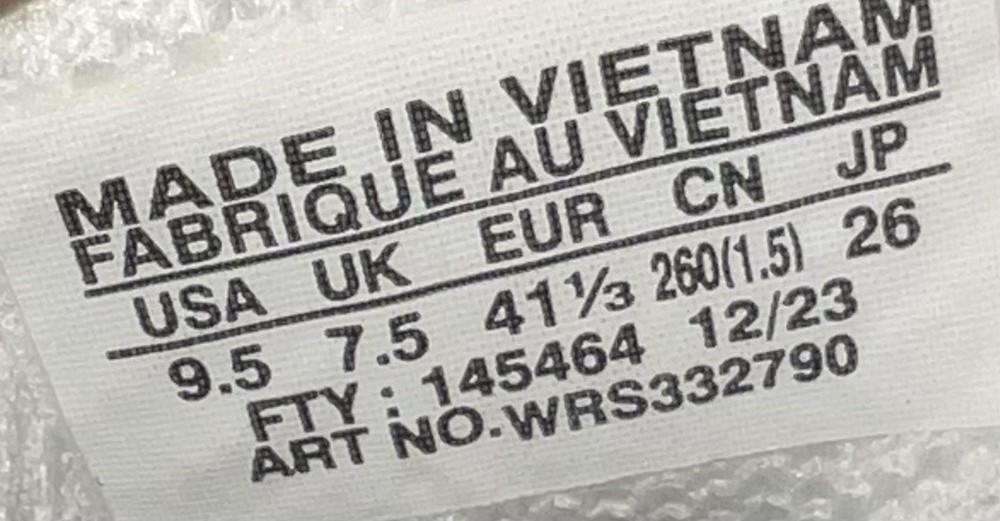 MADE IN VIETNAM
FABRIQUE AU VIETNAM
USA UK EUR CN JP
9.5 7.5 41⅓ 260(1.5) 26
FTY : 145464 12/23
ART NO.WRS332790